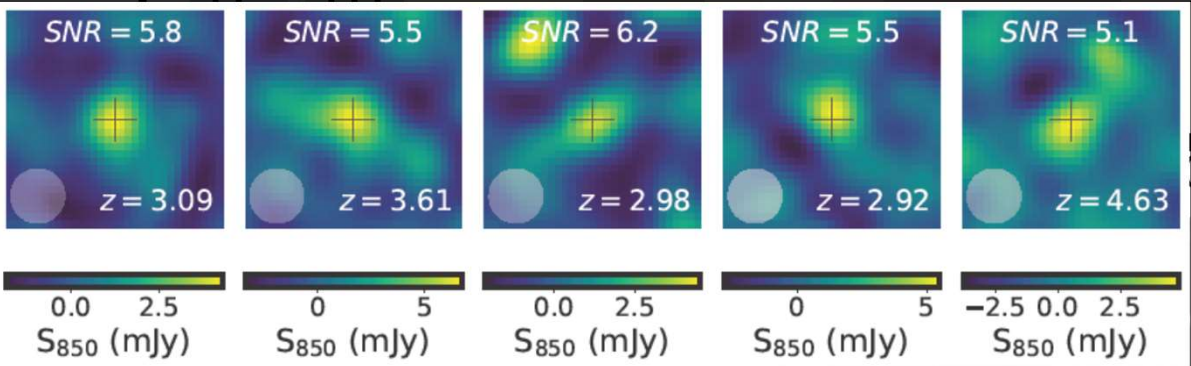 SNR = 5.8
SNR = 5.5
SNR = 6.2
SNR = 5.5
SNR = 5.1
z = 3.09
z = 3.61
z = 2.98
z = 2.92
z = 4.63
0.0 2.5
0 5
0.0 2.5
0 5
−2.5 0.0 2.5
S₈₅₀ (mJy)
S₈₅₀ (mJy)
S₈₅₀ (mJy)
S₈₅₀ (mJy)
S₈₅₀ (mJy)